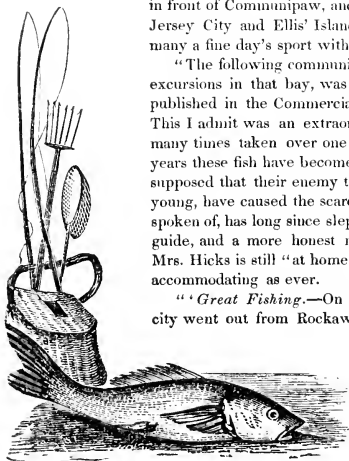 in front of Communipaw, an
Jersey City and Ellis' Islan
many a fine day's sport with
"The following communi
excursions in that bay, was
published in the Commercia
This I admit was an extraor
many times taken over one
years these fish have become
supposed that their enemy t
young, have caused the scarc
spoken of, has long since slep
guide, and a more honest
Mrs. Hicks is still "at home
accommodating as ever.
"'Great Fishing.—On
city went out from Rockaw